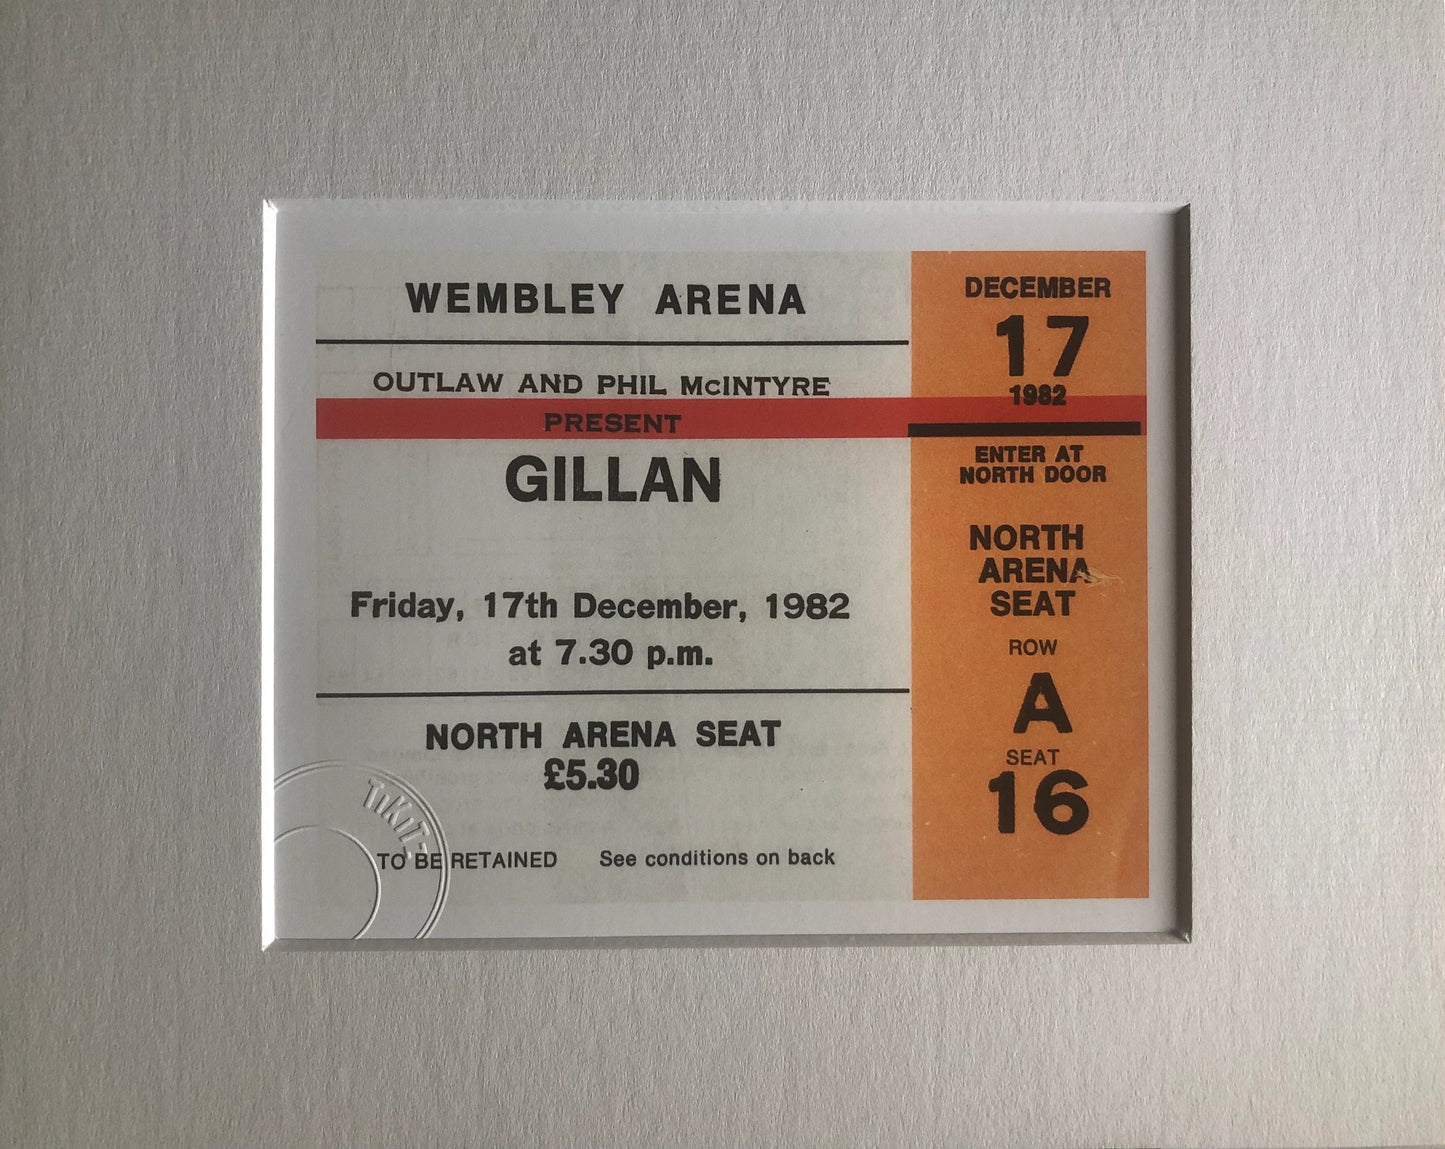 WEMBLEY ARENA
OUTLAW AND PHIL McINTYRE
PRESENT
GILLAN
Friday, 17th December, 1982
at 7.30 p.m.
NORTH ARENA SEAT
£5.30
TO BE RETAINED See conditions on back
TIKIT
DECEMBER
17
1982
ENTER AT
NORTH DOOR
NORTH
ARENA
SEAT
ROW
A
SEAT
16